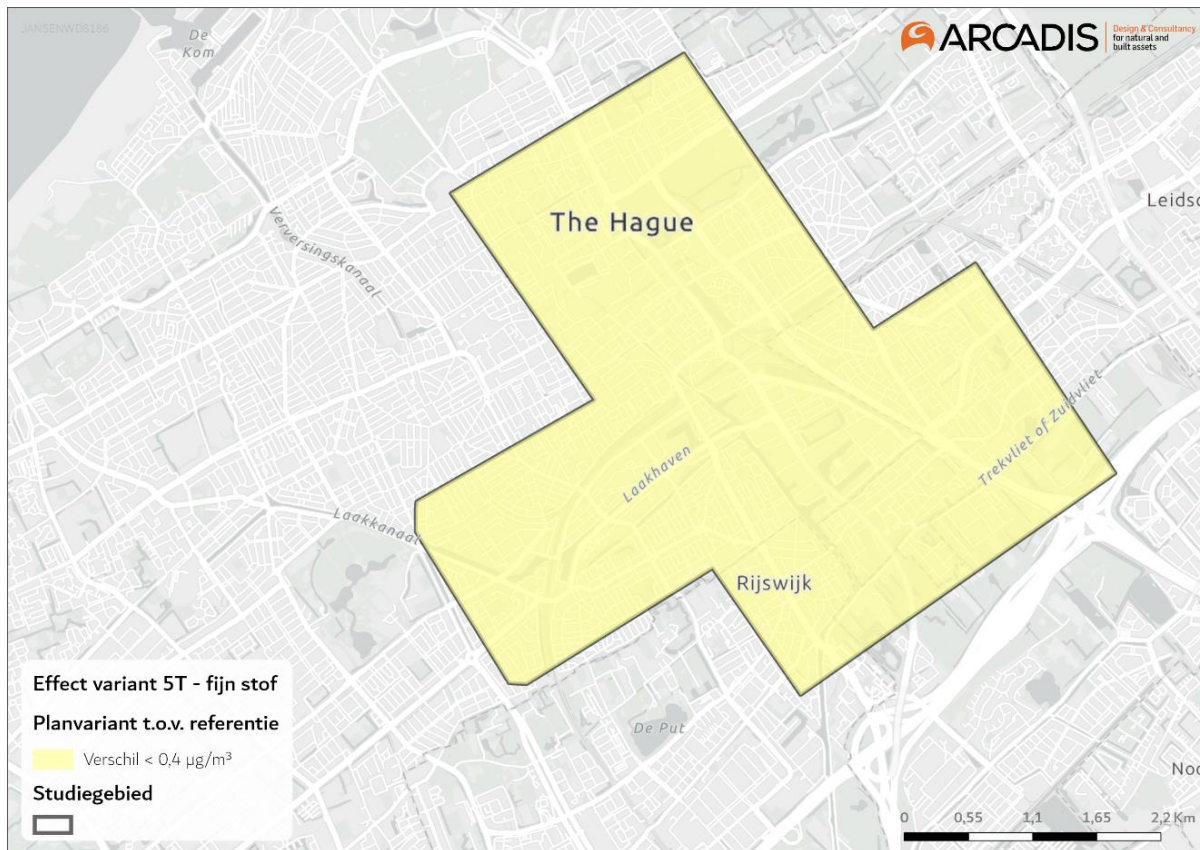 JANSENWD6186
De
Kom
ARCADIS
Design & Consultancy
for natural and
built assets
Leidsc
The Hague
Verversingskanaal
Trekvliet of Zuidvliet
Laakhaven
Laakkanaal
Rijswijk
De Put
Noo
Effect variant 5T - fijn stof
Planvariant t.o.v. referentie
Verschil < 0,4 µg/m³
Studiegebied
0 0,55 1,1 1,65 2,2 Km